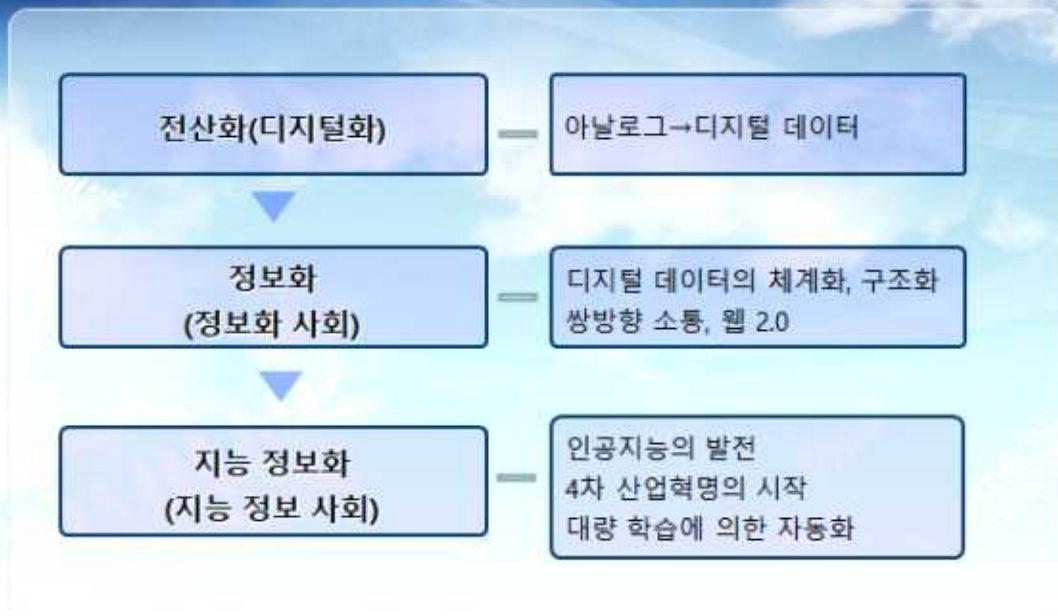 전산화(디지털화)
아날로그→디지털 데이터
정보화
(정보화 사회)
디지털 데이터의 체계화, 구조화
쌍방향 소통, 웹 2.0
지능 정보화
(지능 정보 사회)
인공지능의 발전
4차 산업혁명의 시작
대량 학습에 의한 자동화